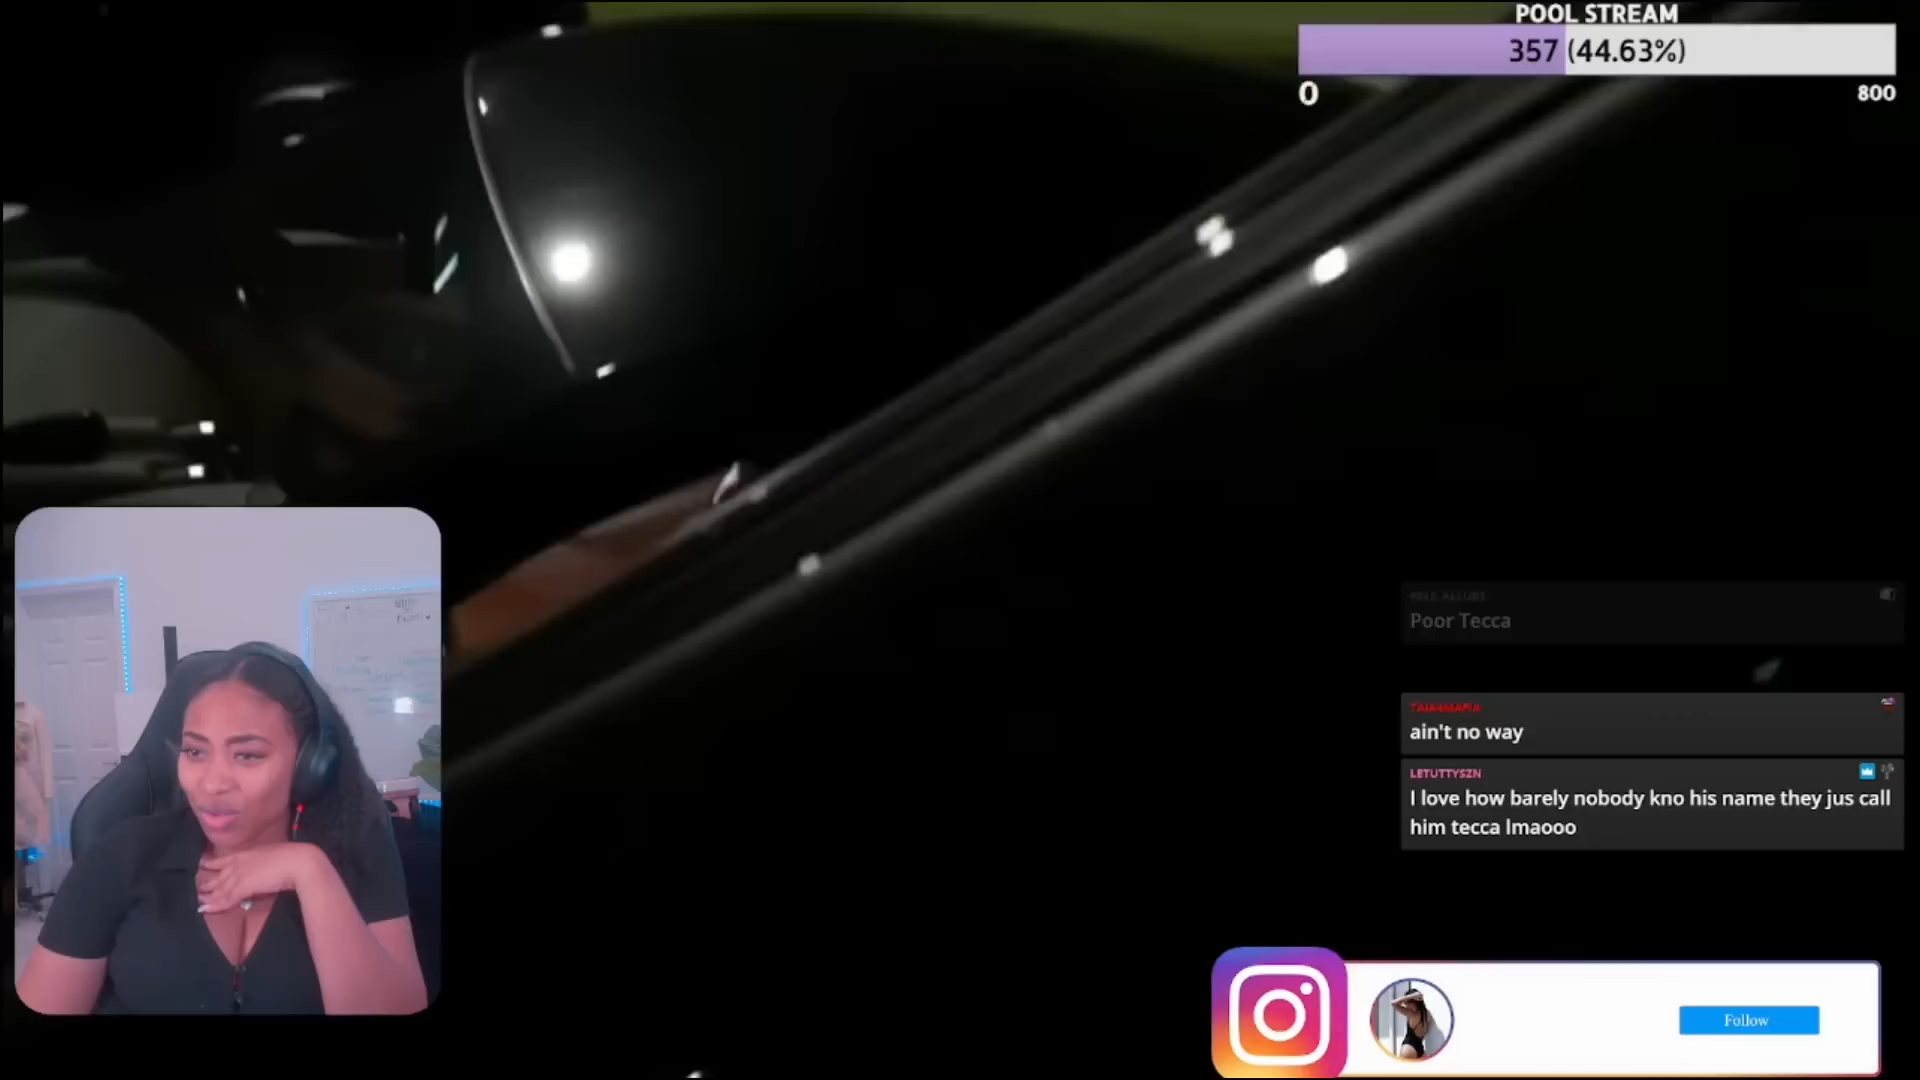 POOL STREAM
357 (44.63%)
0
800
Poor Tecca
ain't no way
LETUTTYSZN
I love how barely nobody kno his name they jus call
him tecca lmaooo
Follow